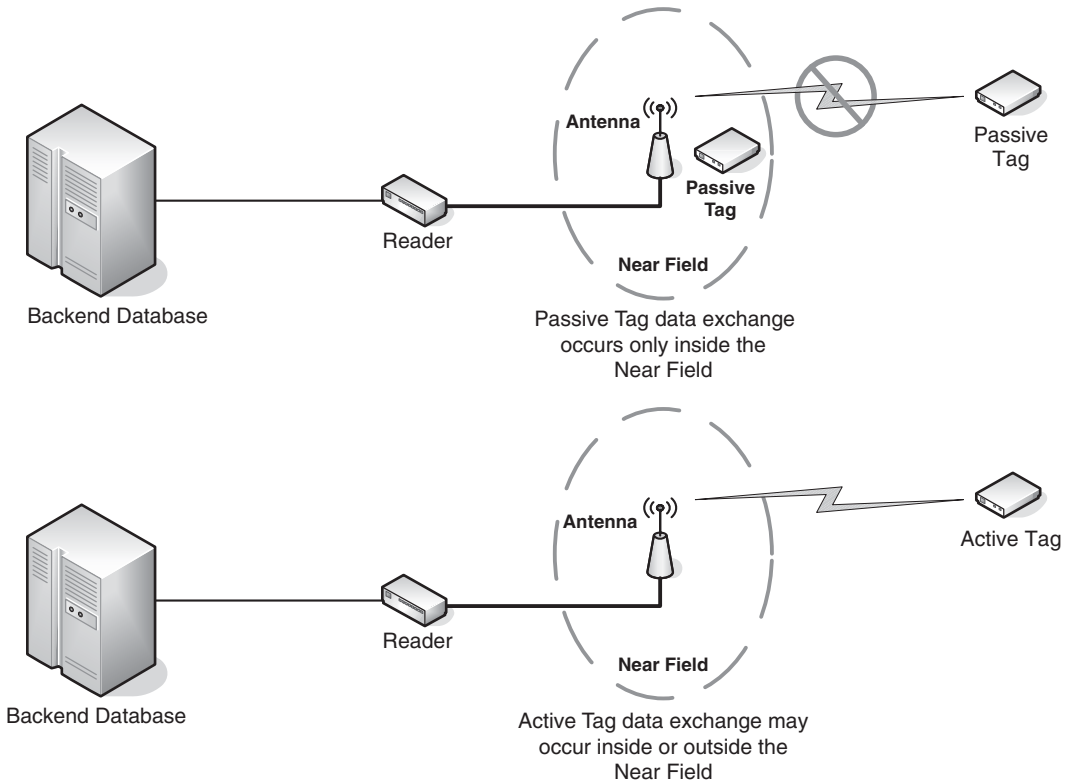 Antenna
Passive
Tag
Passive
Tag
Reader
Near Field
Backend Database
Passive Tag data exchange
occurs only inside the
Near Field
Antenna
Active Tag
Reader
Near Field
Backend Database
Active Tag data exchange may
occur inside or outside the
Near Field